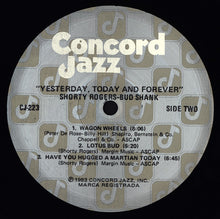 Concord
Jazz
"YESTERDAY, TODAY AND FOREVER"
SHORTY ROGERS-BUD SHANK
CJ-223
SIDE TWO
1. WAGON WHEELS (8:06)
(Peter De Rose-Billy Hill) Shapiro, Bernstein & Co.
Chappell & Co. - ASCAP
2. LOTUS BUD (5:20)
(Shorty Rogers) Margin Music - ASCAP
3. HAVE YOU HUGGED A MARTIAN TODAY (6:45)
(Shorty Rogers) Margin Music - ASCAP
℗ 1983 CONCORD JAZZ, INC.
MARCA REGISTRADA